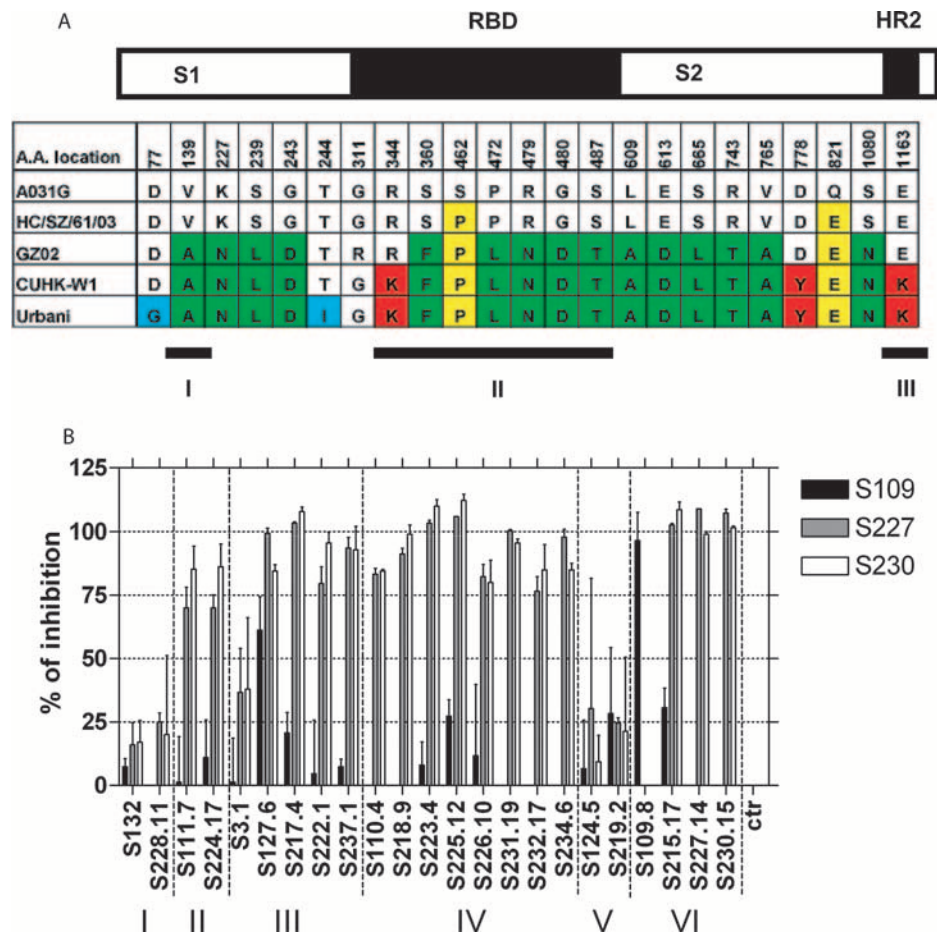 A
RBD
HR2
S1
S2
A.A. location 77 139 227 239 243 244 311 344 360 462 472 479 480 487 609 613 665 743 765 778 821 1080 1163
A031G D V K S G T G R S S P R G S L E S R V D Q S E
HC/SZ/61/03 D V K S G T G R S P P R G S L E S R V D E S E
GZ02 D A N L D T R R F P L N D T A D L T A D E N E
CUHK-W1 D A N L D T G K F P L N D T A D L T A Y E N K
Urbani G A N L D I G K F P L N D T A D L T A Y E N K
I
II
III
B
% of inhibition
125
100
75
50
25
0
S109
S227
S230
S132 S228.11 S111.7 S224.17 S3.1 S127.6 S217.4 S222.1 S237.1 S110.4 S218.9 S223.4 S225.12 S226.10 S231.19 S232.17 S234.6 S124.5 S219.2 S109.8 S215.17 S227.14 S230.15 ctr
I II III IV V VI